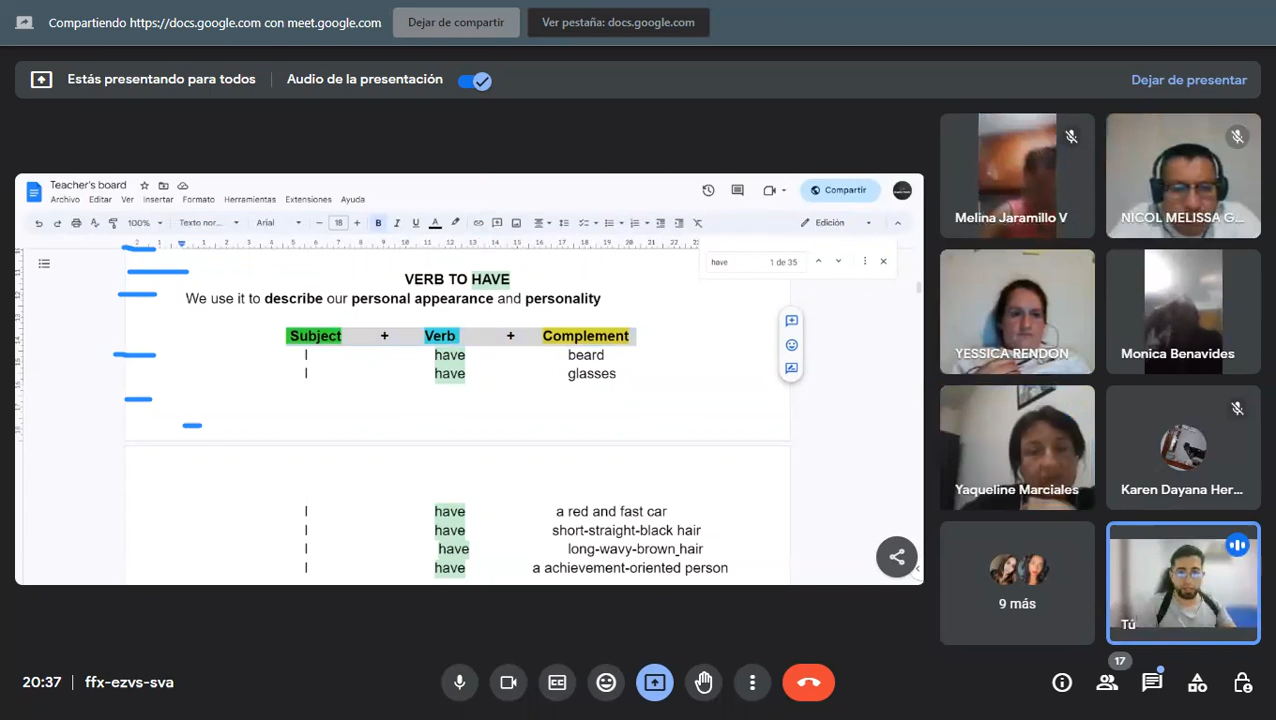 Compartiendo https://docs.google.com con meet.google.com
Dejar de compartir
Ver pestaña: docs.google.com
Estás presentando para todos
Audio de la presentación
Dejar de presentar
Teacher's board
Archivo Editar Ver Insertar Formato Herramientas Extensiones Ayuda
Compartir
100% Texto nor... Arial 18 Edición
have 1 de 35
VERB TO HAVE
We use it to describe our personal appearance and personality
Subject + Verb + Complement
I have beard
I have glasses
I have a red and fast car
I have short-straight-black hair
I have long-wavy-brown hair
I have a achievement-oriented person
Melina Jaramillo V
NICOL MELISSA G...
YESSICA RENDON
Monica Benavides
Yaqueline Marciales
Karen Dayana Her...
9 más
Tú
20:37 | ffx-ezvs-sva
17